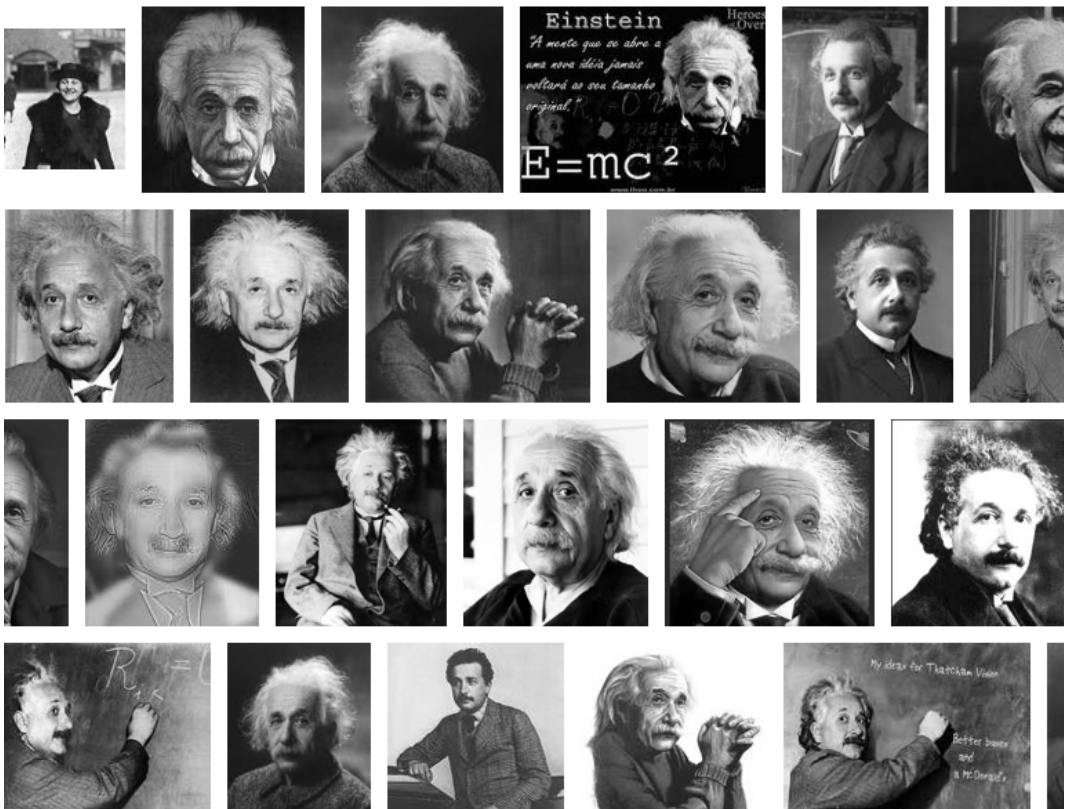 Einstein
Heroes
Over
"A mente que se abre a
uma nova idéia jamais
voltará ao seu tamanho
original."
E=mc²
R = 0
My ideas for Thatcham Vision
Better buses
and
a McDonald's